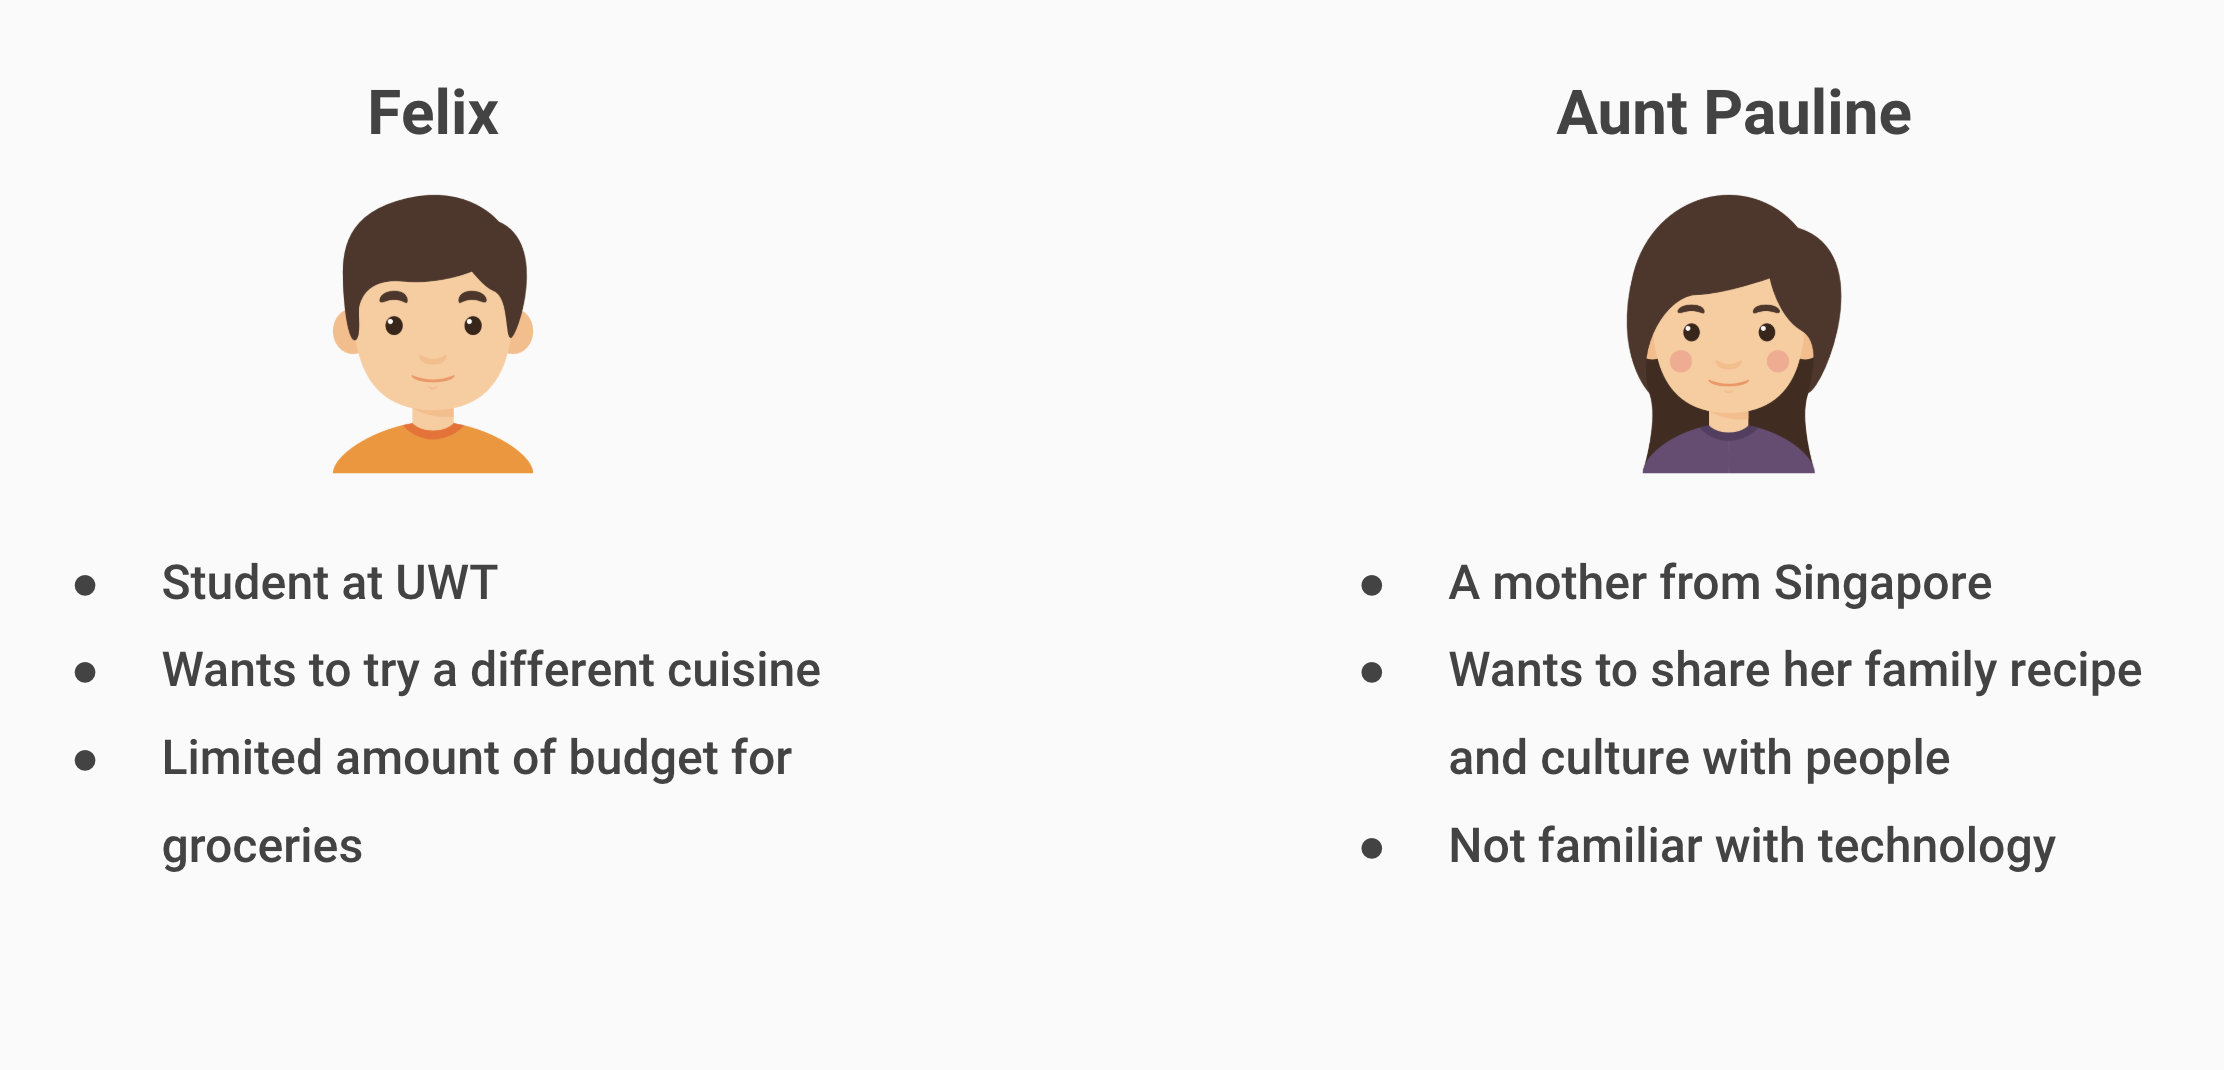 Felix
● Student at UWT
● Wants to try a different cuisine
● Limited amount of budget for
groceries
Aunt Pauline
● A mother from Singapore
● Wants to share her family recipe
and culture with people
● Not familiar with technology